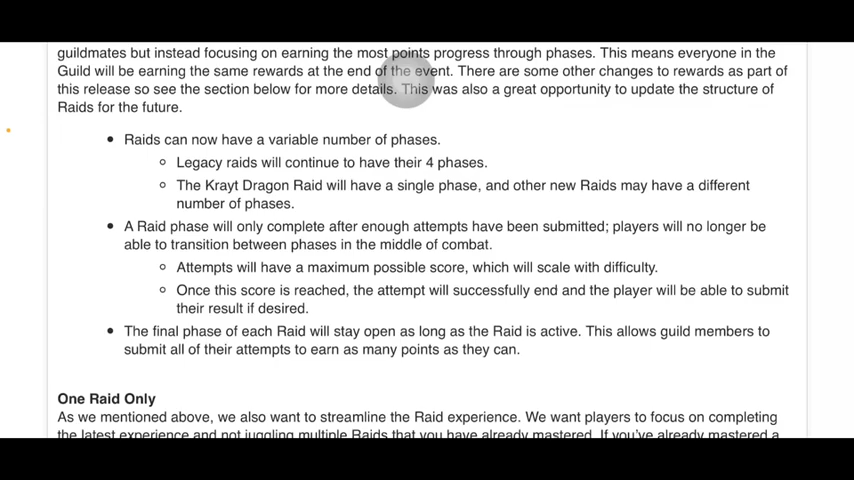 guildmates but instead focusing on earning the most points progress through phases. This means everyone in the
Guild will be earning the same rewards at the end of the event. There are some other changes to rewards as part of
this release so see the section below for more details. This was also a great opportunity to update the structure of
Raids for the future.
Raids can now have a variable number of phases.
Legacy raids will continue to have their 4 phases.
The Krayt Dragon Raid will have a single phase, and other new Raids may have a different
number of phases.
A Raid phase will only complete after enough attempts have been submitted; players will no longer be
able to transition between phases in the middle of combat.
Attempts will have a maximum possible score, which will scale with difficulty.
Once this score is reached, the attempt will successfully end and the player will be able to submit
their result if desired.
The final phase of each Raid will stay open as long as the Raid is active. This allows guild members to
submit all of their attempts to earn as many points as they can.
One Raid Only
As we mentioned above, we also want to streamline the Raid experience. We want players to focus on completing
the latest experience and not juggling multiple Raids that you have already mastered. If you've already mastered a